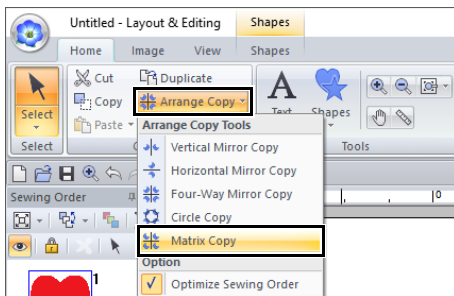 Untitled - Layout & Editing
Shapes
Home
Image
View
Shapes
Select
Cut
Copy
Paste
Duplicate
Arrange Copy
Text
Shapes
Select
Tools
Arrange Copy Tools
Vertical Mirror Copy
Horizontal Mirror Copy
Four-Way Mirror Copy
Circle Copy
Matrix Copy
Option
Optimize Sewing Order
Sewing Order
0
1